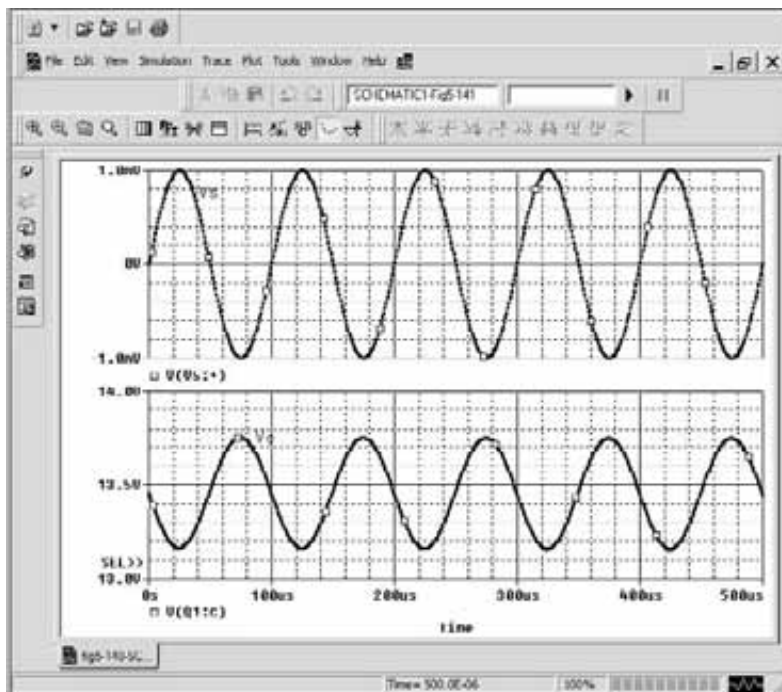 File Edit View Simulation Trace Plot Tools Window Help
SCHEMATIC1-Fig5-141
1.0mV
Vs
0V
1.0mV
V(Vs:+)
14.0V
13.5V
SEL>>
13.0V
0s 100us 200us 300us 400us 500us
V(Q1:C)
Time
Time= 500.0E-06 100%